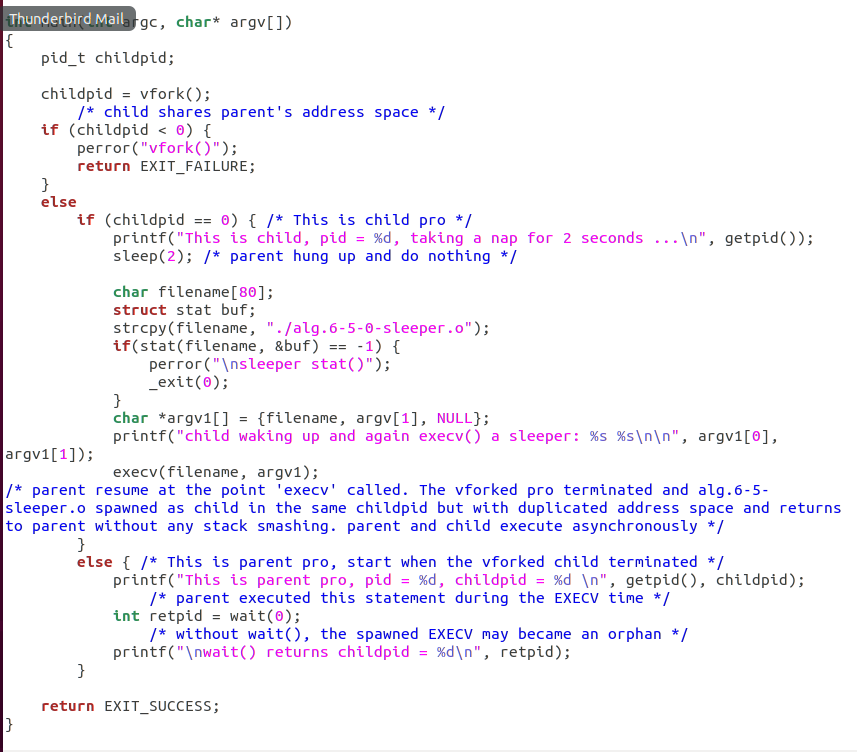 Thunderbird Mail
argc, char* argv[])
{
    pid_t childpid;
    childpid = vfork();
        /* child shares parent's address space */
    if (childpid < 0) {
        perror("vfork()");
        return EXIT_FAILURE;
    }
    else
        if (childpid == 0) { /* This is child pro */
            printf("This is child, pid = %d, taking a nap for 2 seconds ...\n", getpid());
            sleep(2); /* parent hung up and do nothing */
            char filename[80];
            struct stat buf;
            strcpy(filename, "./alg.6-5-0-sleeper.o");
            if(stat(filename, &buf) == -1) {
                perror("\nsleeper stat()");
                _exit(0);
            }
            char *argv1[] = {filename, argv[1], NULL};
            printf("child waking up and again execv() a sleeper: %s %s\n\n", argv1[0],
argv1[1]);
            execv(filename, argv1);
/* parent resume at the point 'execv' called. The vforked pro terminated and alg.6-5-
sleeper.o spawned as child in the same childpid but with duplicated address space and returns
to parent without any stack smashing. parent and child execute asynchronously */
        }
        else { /* This is parent pro, start when the vforked child terminated */
            printf("This is parent pro, pid = %d, childpid = %d \n", getpid(), childpid);
                /* parent executed this statement during the EXECV time */
            int retpid = wait(0);
                /* without wait(), the spawned EXECV may became an orphan */
            printf("\nwait() returns childpid = %d\n", retpid);
        }
    return EXIT_SUCCESS;
}